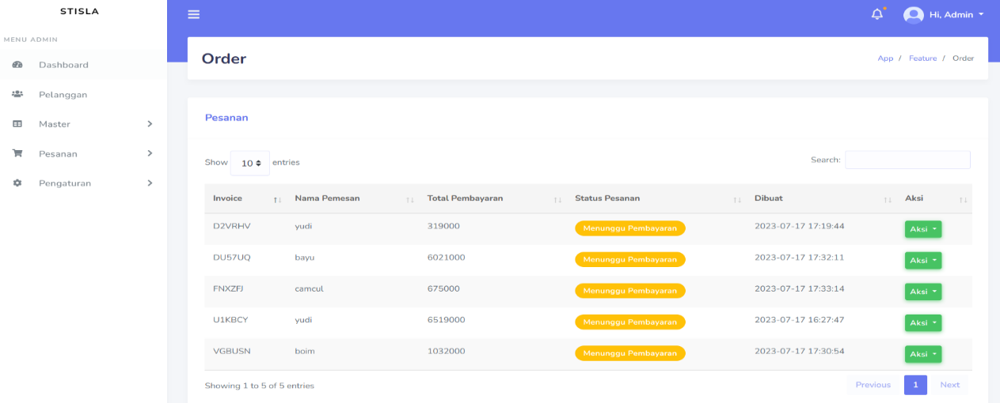 STISLA
Hi, Admin
MENU ADMIN
Dashboard
Pelanggan
Master
Pesanan
Pengaturan
Order
App / Feature / Order
Pesanan
Show 10 entries
Search:
Invoice Nama Pemesan Total Pembayaran Status Pesanan Dibuat Aksi
D2VRHV yudi 319000 Menunggu Pembayaran 2023-07-17 17:19:44 Aksi
DU57UQ bayu 6021000 Menunggu Pembayaran 2023-07-17 17:32:11 Aksi
FNXZFJ camcul 675000 Menunggu Pembayaran 2023-07-17 17:33:14 Aksi
U1KBCY yudi 6519000 Menunggu Pembayaran 2023-07-17 16:27:47 Aksi
VGBUSN boim 1032000 Menunggu Pembayaran 2023-07-17 17:30:54 Aksi
Showing 1 to 5 of 5 entries
Previous 1 Next